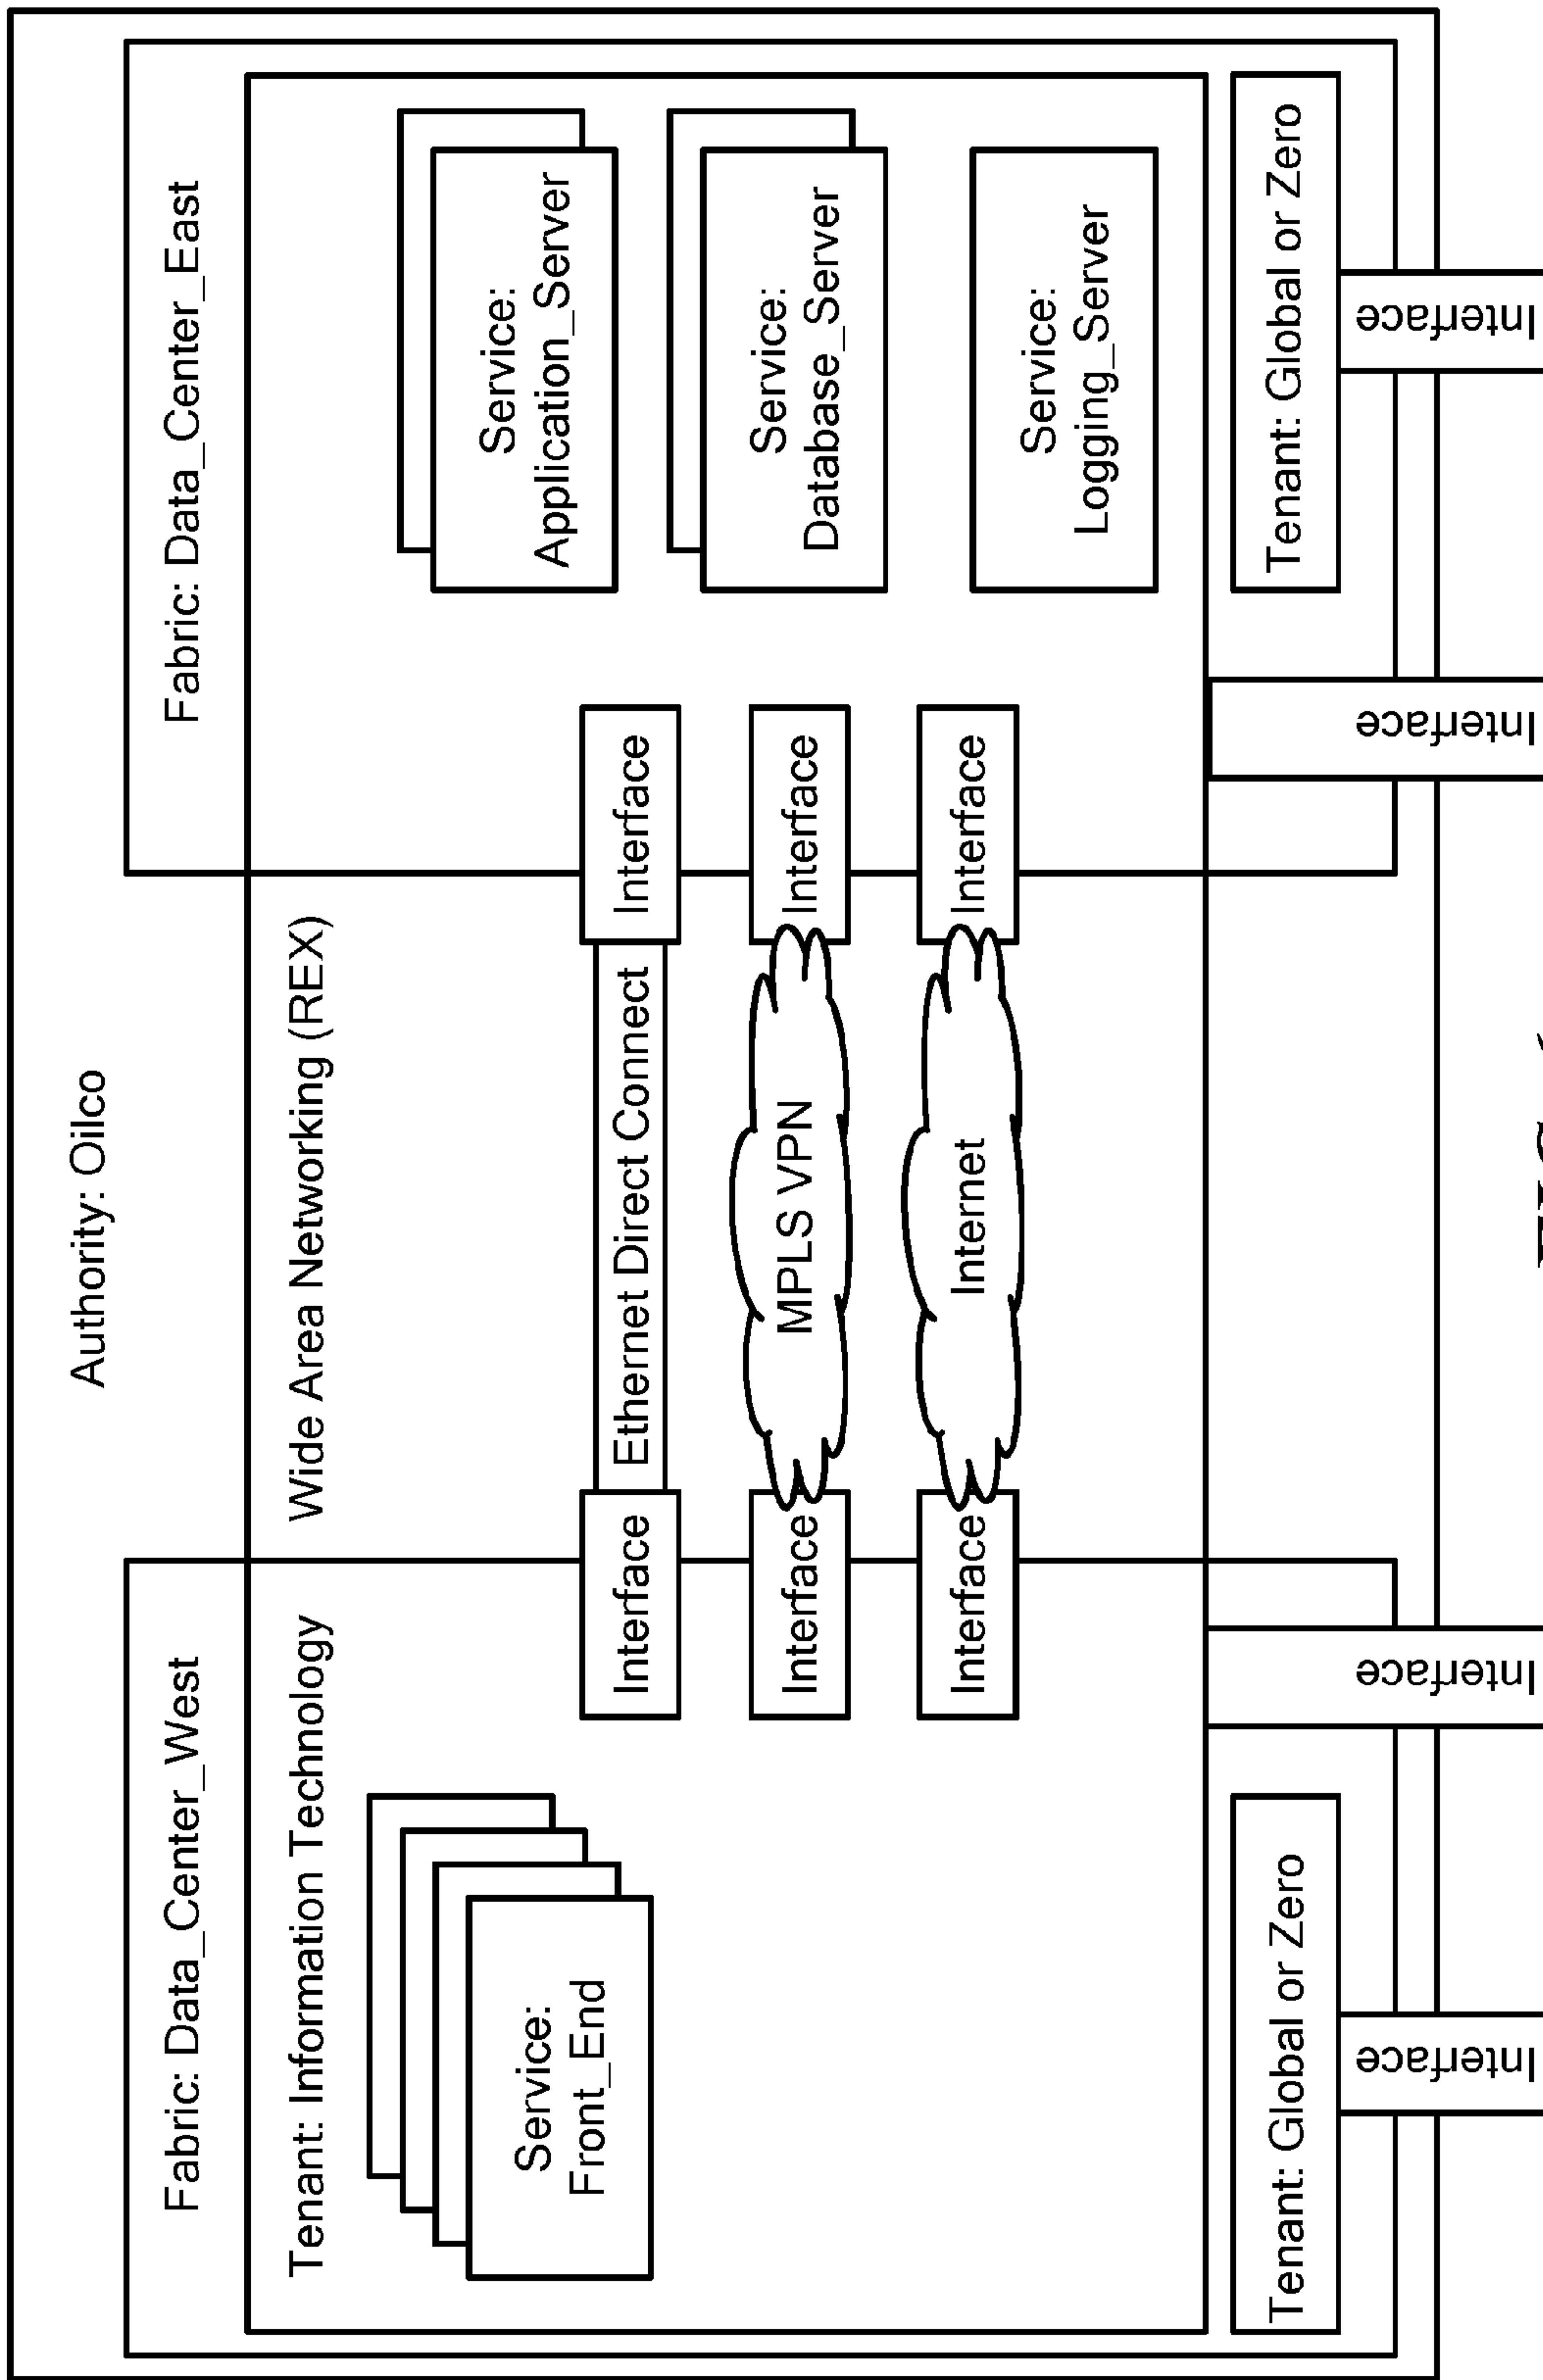 Authority: Oilco
Fabric: Data_Center_West
Fabric: Data_Center_East
Tenant: Information Technology
Wide Area Networking (REX)
Service:
Front_End
Service:
Application_Server
Service:
Database_Server
Service:
Logging_Server
Interface
Ethernet Direct Connect
Interface
Interface
MPLS VPN
Interface
Interface
Internet
Interface
Tenant: Global or Zero
Tenant: Global or Zero
Interface
Interface
Interface
Interface